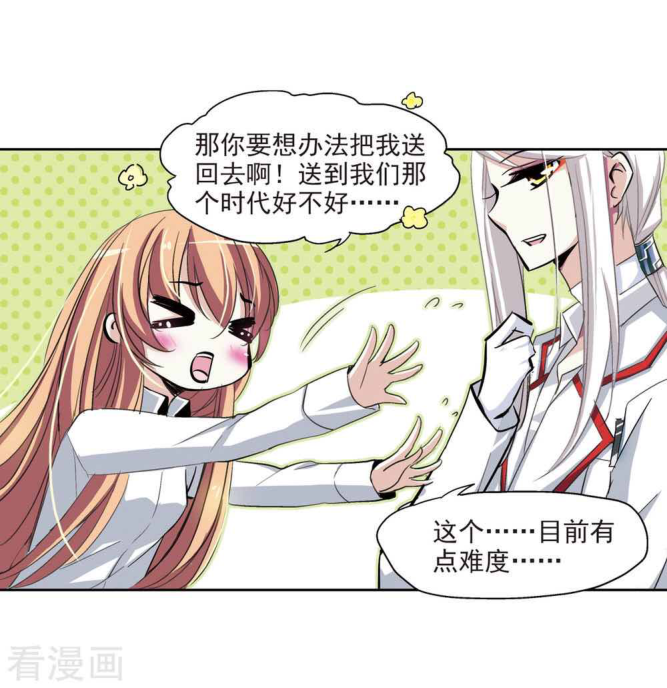 那你要想办法把我送
回去啊！送到我们那
个时代好不好……
这个……目前有
点难度……
看漫画